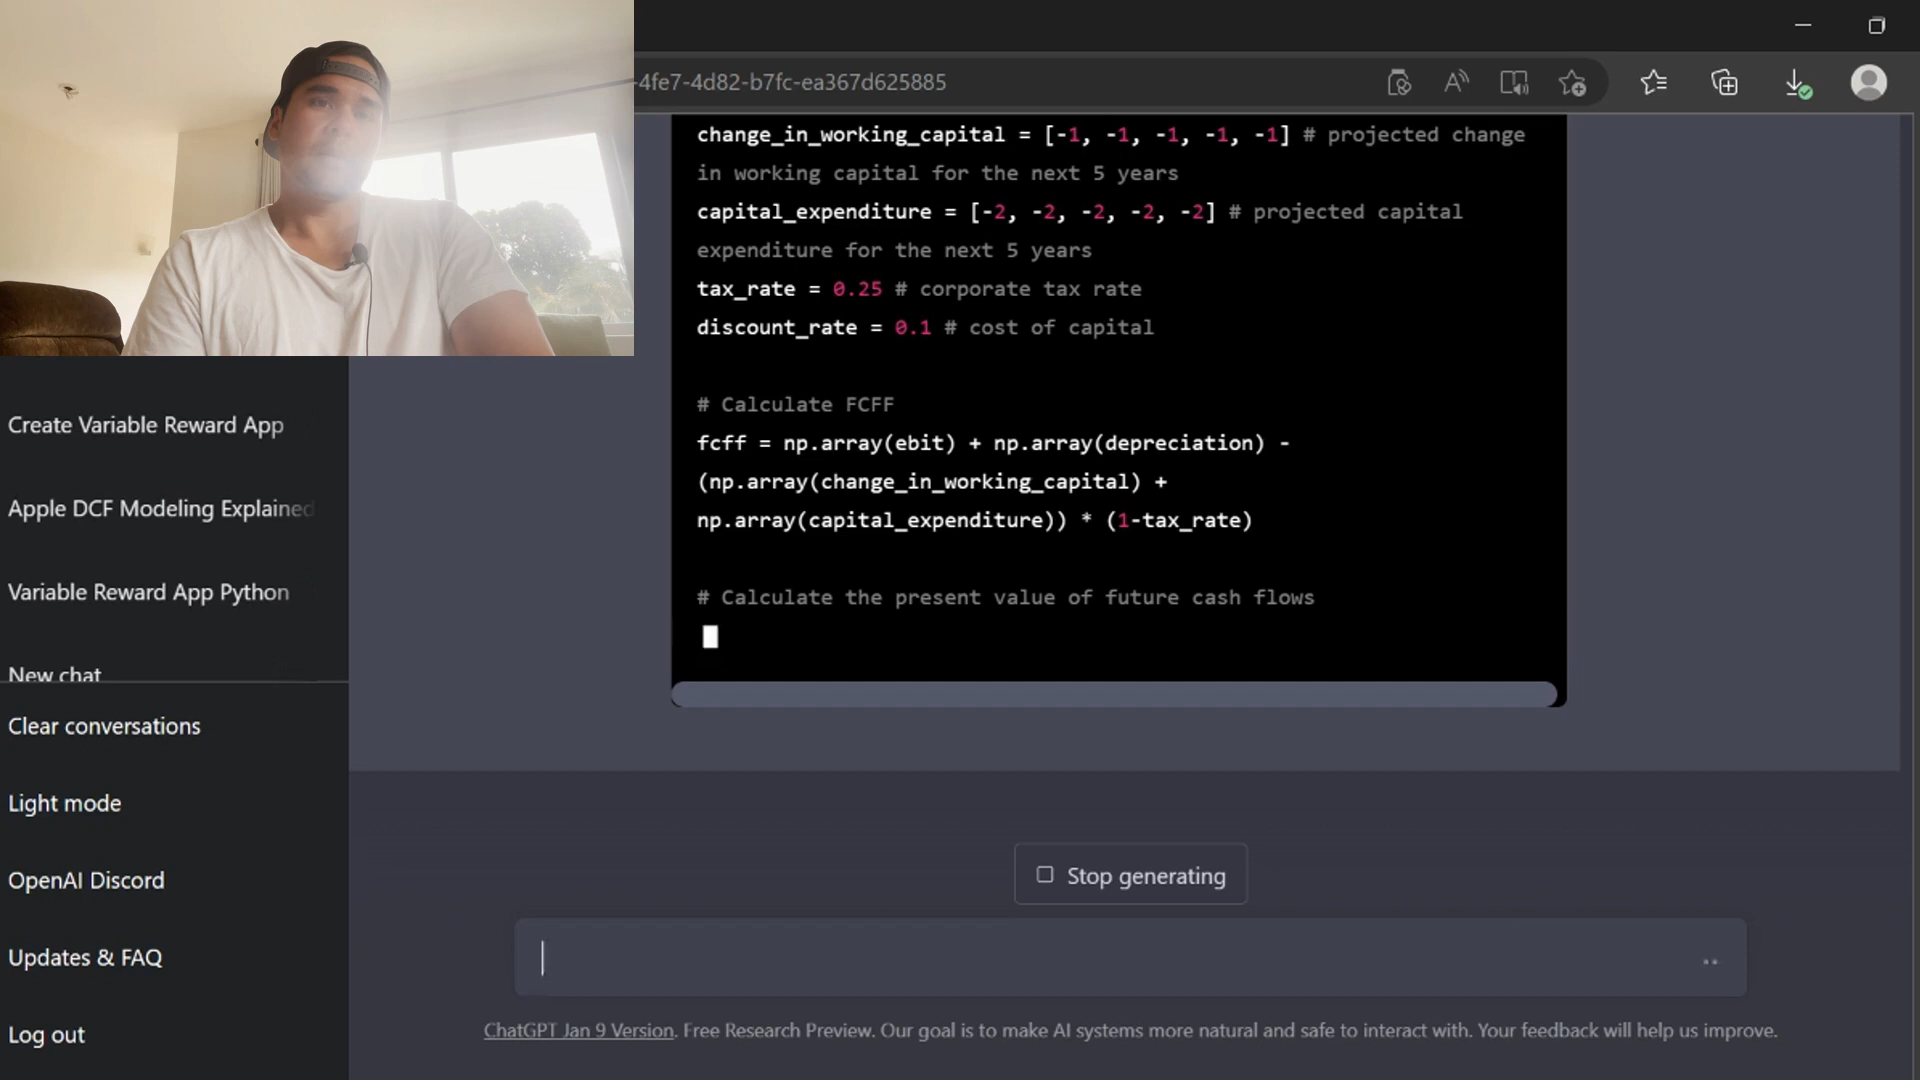 -4fe7-4d82-b7fc-ea367d625885
change_in_working_capital = [-1, -1, -1, -1, -1] # projected change
in working capital for the next 5 years
capital_expenditure = [-2, -2, -2, -2, -2] # projected capital
expenditure for the next 5 years
tax_rate = 0.25 # corporate tax rate
discount_rate = 0.1 # cost of capital
# Calculate FCFF
fcff = np.array(ebit) + np.array(depreciation) -
(np.array(change_in_working_capital) +
np.array(capital_expenditure)) * (1-tax_rate)
# Calculate the present value of future cash flows
Create Variable Reward App
Apple DCF Modeling Explained
Variable Reward App Python
New chat
Clear conversations
Light mode
OpenAI Discord
Updates & FAQ
Log out
Stop generating
ChatGPT Jan 9 Version. Free Research Preview. Our goal is to make AI systems more natural and safe to interact with. Your feedback will help us improve.